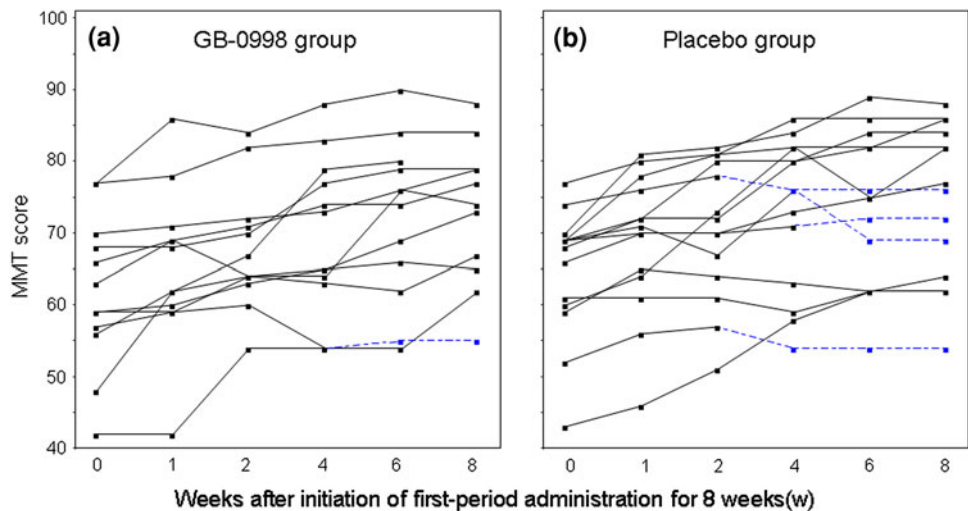 (a) GB-0998 group
(b) Placebo group
MMT score
100
90
80
70
60
50
40
0 1 2 4 6 8
0 1 2 4 6 8
Weeks after initiation of first-period administration for 8 weeks(w)